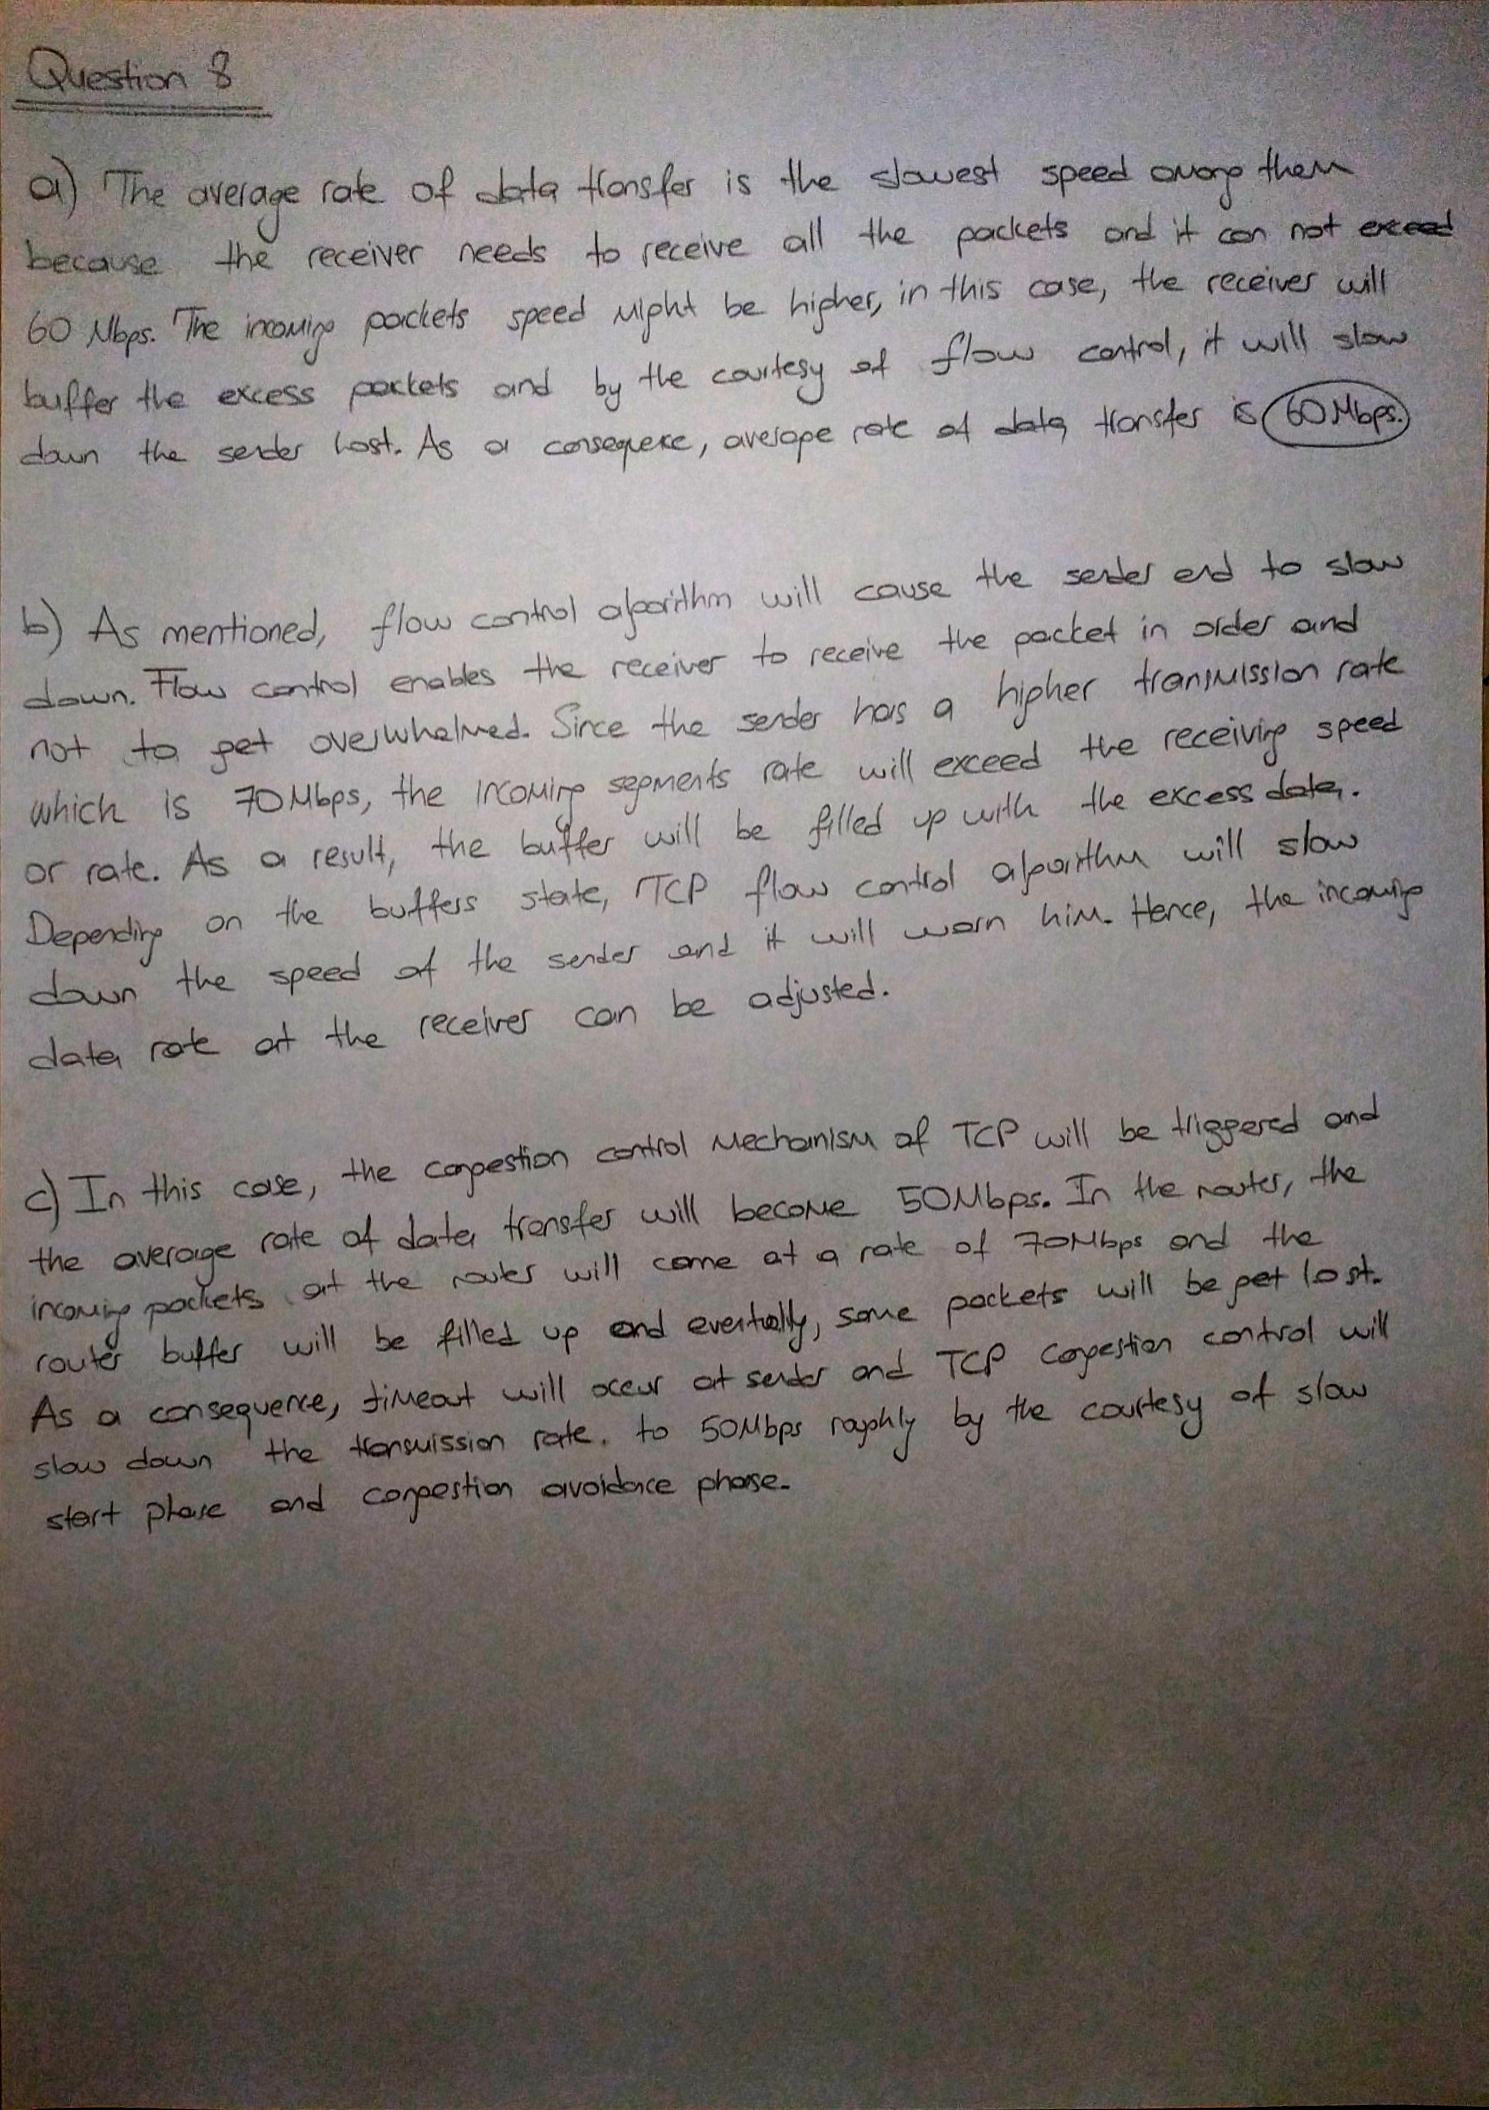 Question 8
a) The average rate of data transfer is the slowest speed among them
because the receiver needs to receive all the packets and it can not exceed
60 Mbps. The incoming packets speed might be higher, in this case, the receiver will
buffer the excess packets and by the courtesy of flow control, it will slow
down the sender host. As a consequence, average rate of data transfer is 60 Mbps.
b) As mentioned, flow control algorithm will cause the sender end to slow
down. Flow control enables the receiver to receive the packet in order and
not to get overwhelmed. Since the sender has a higher transmission rate
which is 70 Mbps, the incoming segments rate will exceed the receiving speed
or rate. As a result, the buffer will be filled up with the excess data.
Depending on the buffers state, TCP flow control algorithm will slow
down the speed of the sender and it will warn him. Hence, the incoming
data rate at the receiver can be adjusted.
c) In this case, the congestion control mechanism of TCP will be triggered and
the average rate of data transfer will become 50 Mbps. In the router, the
incoming packets at the router will come at a rate of 70 Mbps and the
router buffer will be filled up and eventually, some packets will be get lost.
As a consequence, timeout will occur at sender and TCP congestion control will
slow down the transmission rate. to 50 Mbps roughly by the courtesy of slow
start phase and congestion avoidance phase.